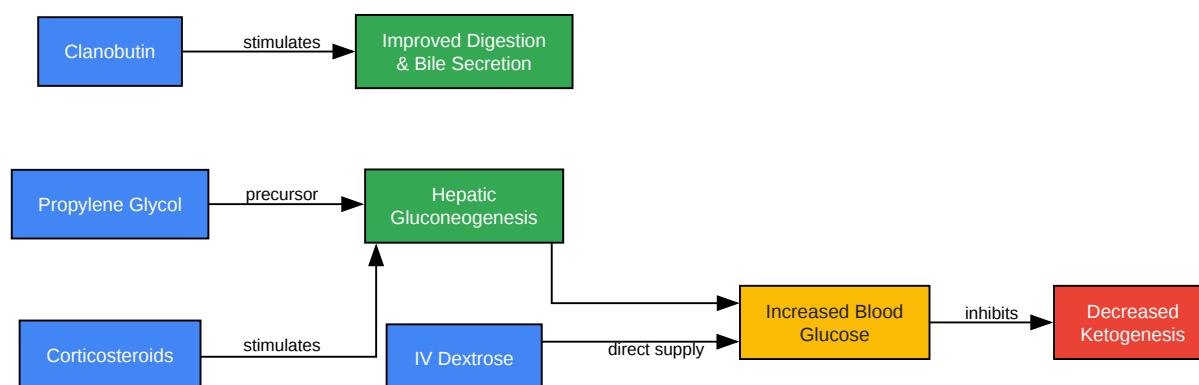 Clanobutin
stimulates
Improved Digestion
& Bile Secretion
Propylene Glycol
precursor
Hepatic
Gluconeogenesis
Corticosteroids
stimulates
IV Dextrose
direct supply
Increased Blood
Glucose
inhibits
Decreased
Ketogenesis